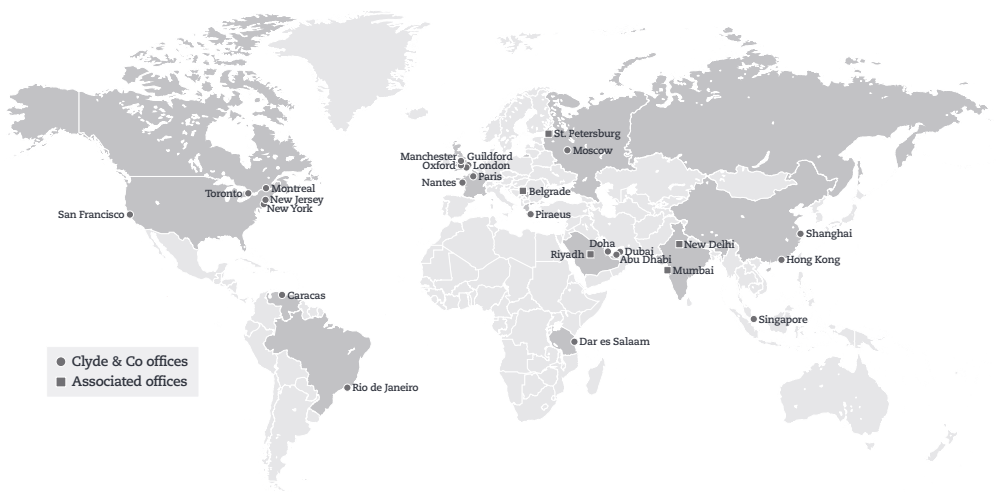 St. Petersburg
Moscow
Manchester
Guildford
Oxford
London
Paris
Nantes
Belgrade
Piraeus
Toronto
Montreal
New Jersey
New York
San Francisco
Shanghai
Hong Kong
New Delhi
Mumbai
Doha
Dubai
Riyadh
Abu Dhabi
Caracas
Singapore
Dar es Salaam
Rio de Janeiro
Clyde & Co offices
Associated offices